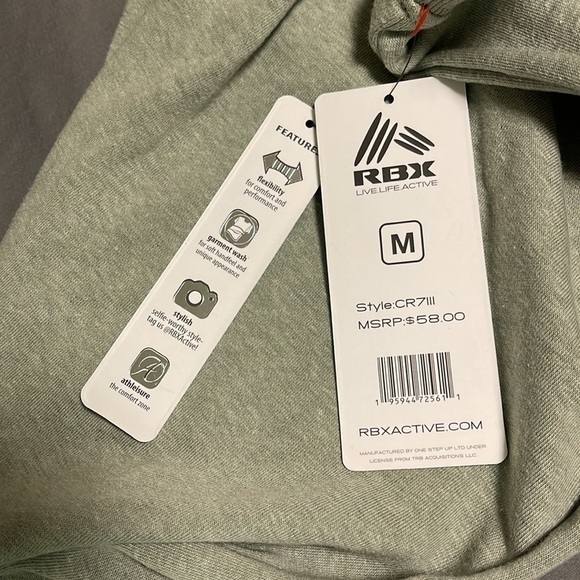 FEATURE
flexibility
for comfort and
performance
garment wash
for soft handfeel and
unique appearance
stylish
selfie-worthy style-
tag us @RBXActive!
athleisure
the comfort zone
RBX
LIVE.LIFE.ACTIVE
M
Style:CR7111
MSRP:$58.00
1 95944 72561 1
RBXACTIVE.COM
MANUFACTURED BY ONE STEP UP LTD UNDER
LICENSE FROM TRB ACQUISITIONS LLC.